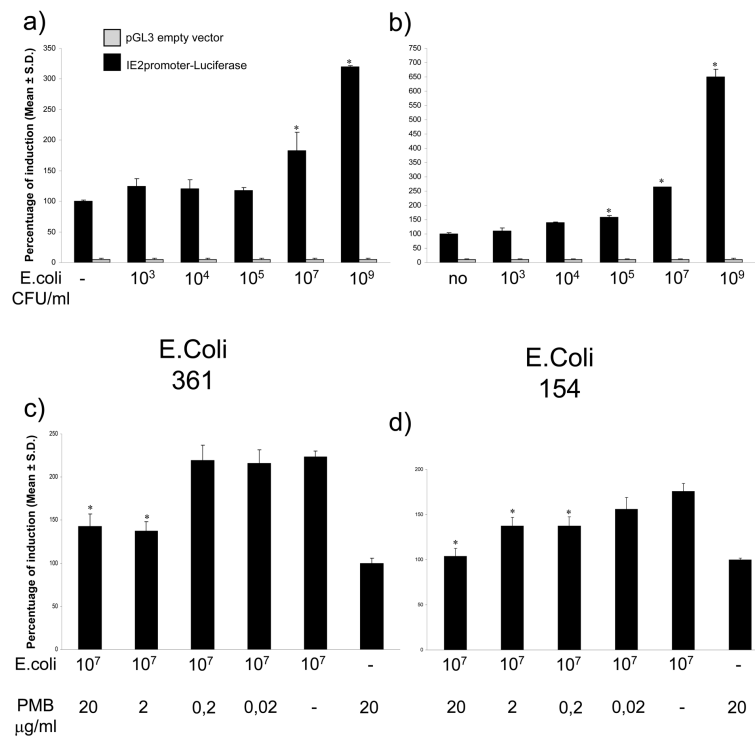 a)
pGL3 empty vector
IE2promoter-Luciferase
Percentuage of induction (Mean ± S.D.)
350
300
250
200
150
100
50
0
*
*
E.coli - 10³ 10⁴ 10⁵ 10⁷ 10⁹
CFU/ml
b)
750
700
650
600
550
500
450
400
350
300
250
200
150
100
50
0
*
*
*
no 10³ 10⁴ 10⁵ 10⁷ 10⁹
E.Coli
361
E.Coli
154
c)
Percentuage of induction (Mean ± S.D.)
250
200
150
100
50
0
*
*
E.coli 10⁷ 10⁷ 10⁷ 10⁷ 10⁷ -
PMB 20 2 0,2 0,02 - 20
µg/ml
d)
200
150
100
50
0
*
*
*
10⁷ 10⁷ 10⁷ 10⁷ 10⁷ -
20 2 0,2 0,02 - 20